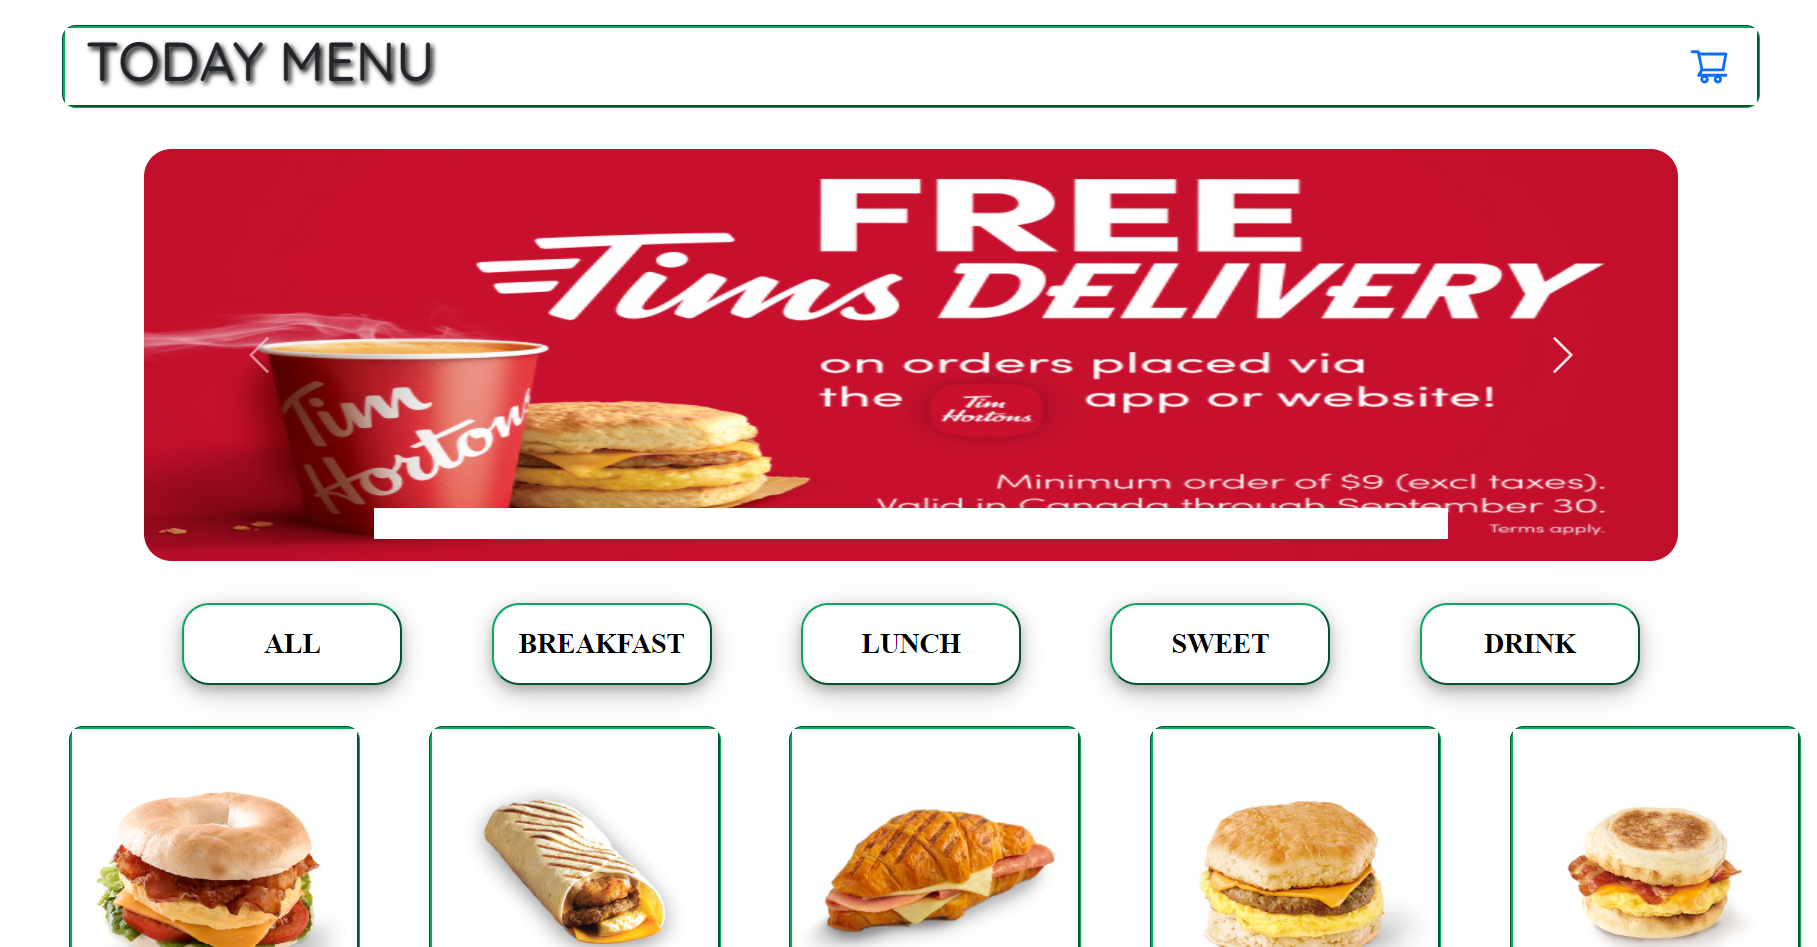 TODAY MENU
FREE
Tims DELIVERY
on orders placed via
the Tim Hortons app or website!
Tim Hortons
Minimum order of $9 (excl taxes).
Valid in Canada through September 30.
Terms apply.
ALL BREAKFAST LUNCH SWEET DRINK